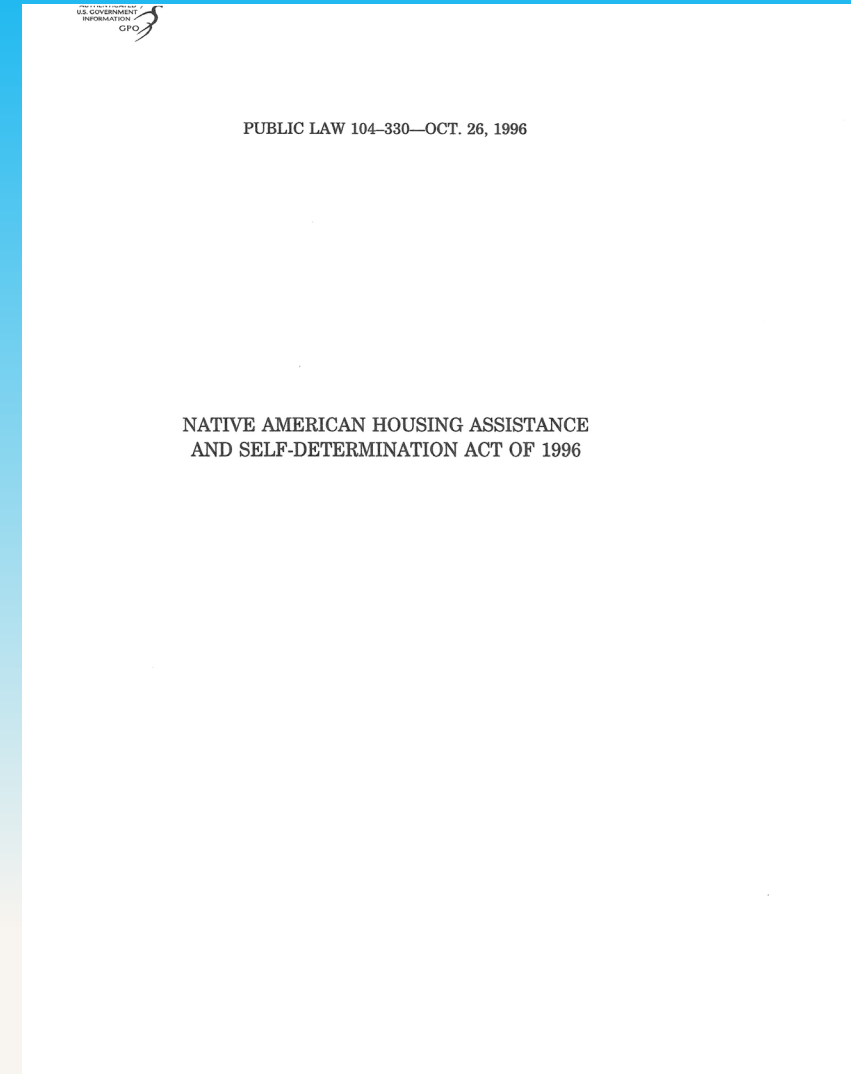 U.S. GOVERNMENT
INFORMATION
GPO
PUBLIC LAW 104–330—OCT. 26, 1996
NATIVE AMERICAN HOUSING ASSISTANCE
AND SELF-DETERMINATION ACT OF 1996